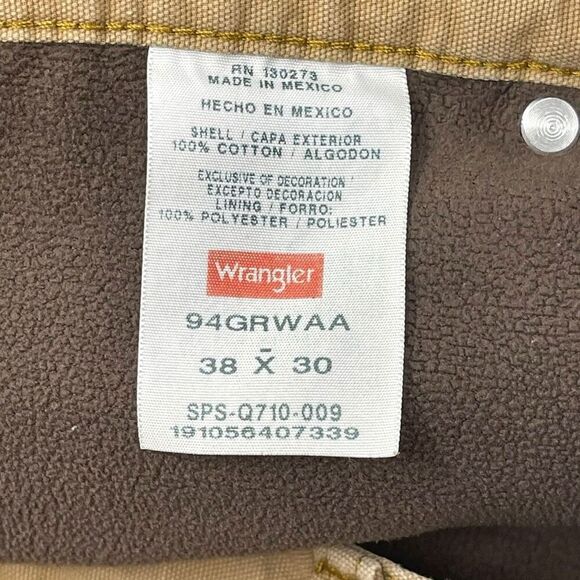 RN 130273
MADE IN MEXICO
HECHO EN MEXICO
SHELL / CAPA EXTERIOR
100% COTTON / ALGODON
EXCLUSIVE OF DECORATION
EXCEPTO DECORACION
LINING / FORRO:
100% POLYESTER / POLIESTER
Wrangler
94GRWAA
38 X 30
SPS-Q710-009
191056407339